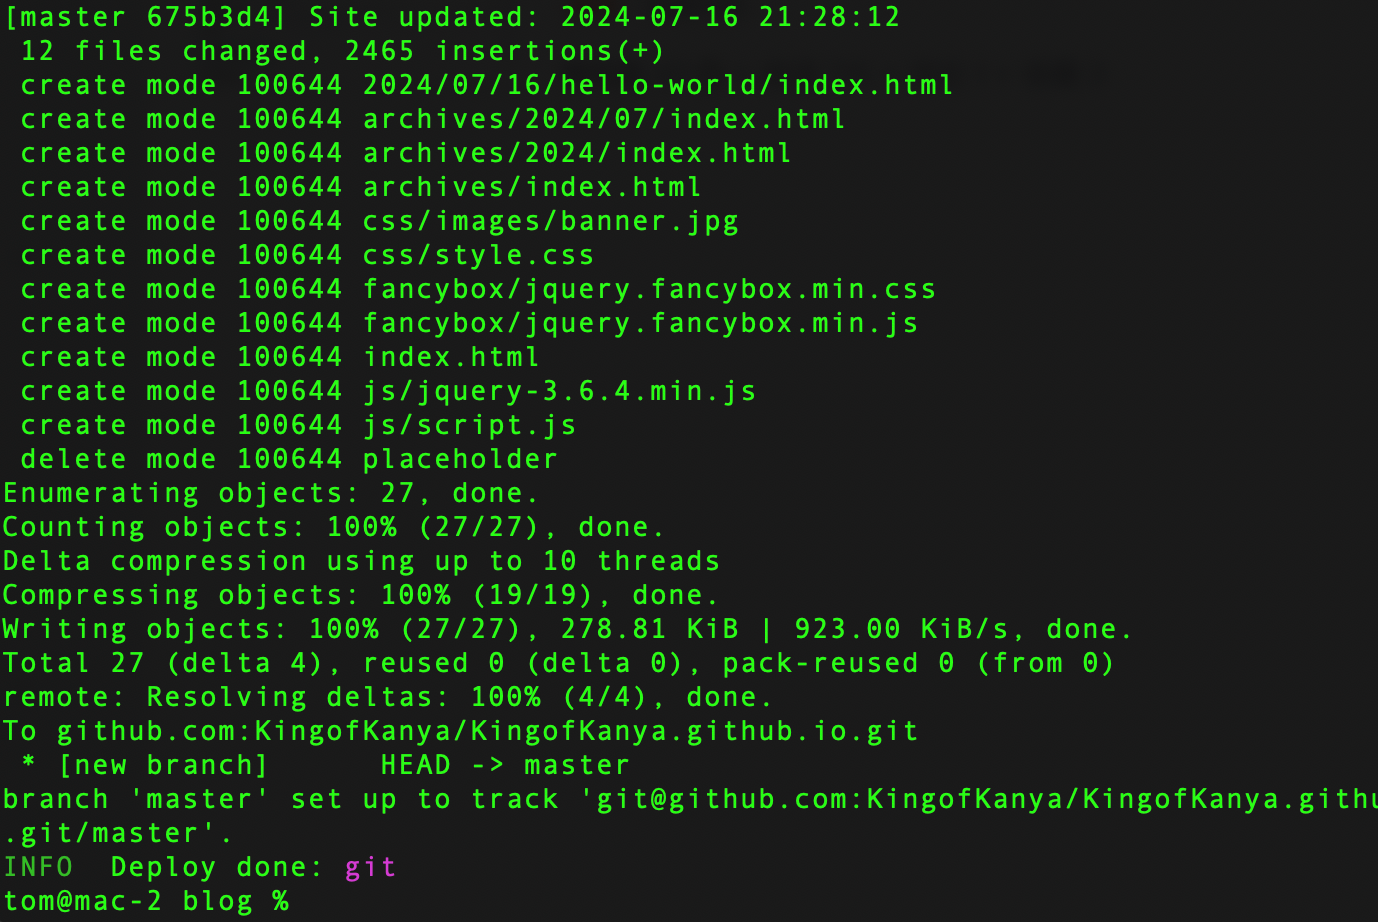 [master 675b3d4] Site updated: 2024-07-16 21:28:12
 12 files changed, 2465 insertions(+)
 create mode 100644 2024/07/16/hello-world/index.html
 create mode 100644 archives/2024/07/index.html
 create mode 100644 archives/2024/index.html
 create mode 100644 archives/index.html
 create mode 100644 css/images/banner.jpg
 create mode 100644 css/style.css
 create mode 100644 fancybox/jquery.fancybox.min.css
 create mode 100644 fancybox/jquery.fancybox.min.js
 create mode 100644 index.html
 create mode 100644 js/jquery-3.6.4.min.js
 create mode 100644 js/script.js
 delete mode 100644 placeholder
Enumerating objects: 27, done.
Counting objects: 100% (27/27), done.
Delta compression using up to 10 threads
Compressing objects: 100% (19/19), done.
Writing objects: 100% (27/27), 278.81 KiB | 923.00 KiB/s, done.
Total 27 (delta 4), reused 0 (delta 0), pack-reused 0 (from 0)
remote: Resolving deltas: 100% (4/4), done.
To github.com:KingofKanya/KingofKanya.github.io.git
 * [new branch]      HEAD -> master
branch 'master' set up to track 'git@github.com:KingofKanya/KingofKanya.githu
.git/master'.
INFO  Deploy done: git
tom@mac-2 blog %